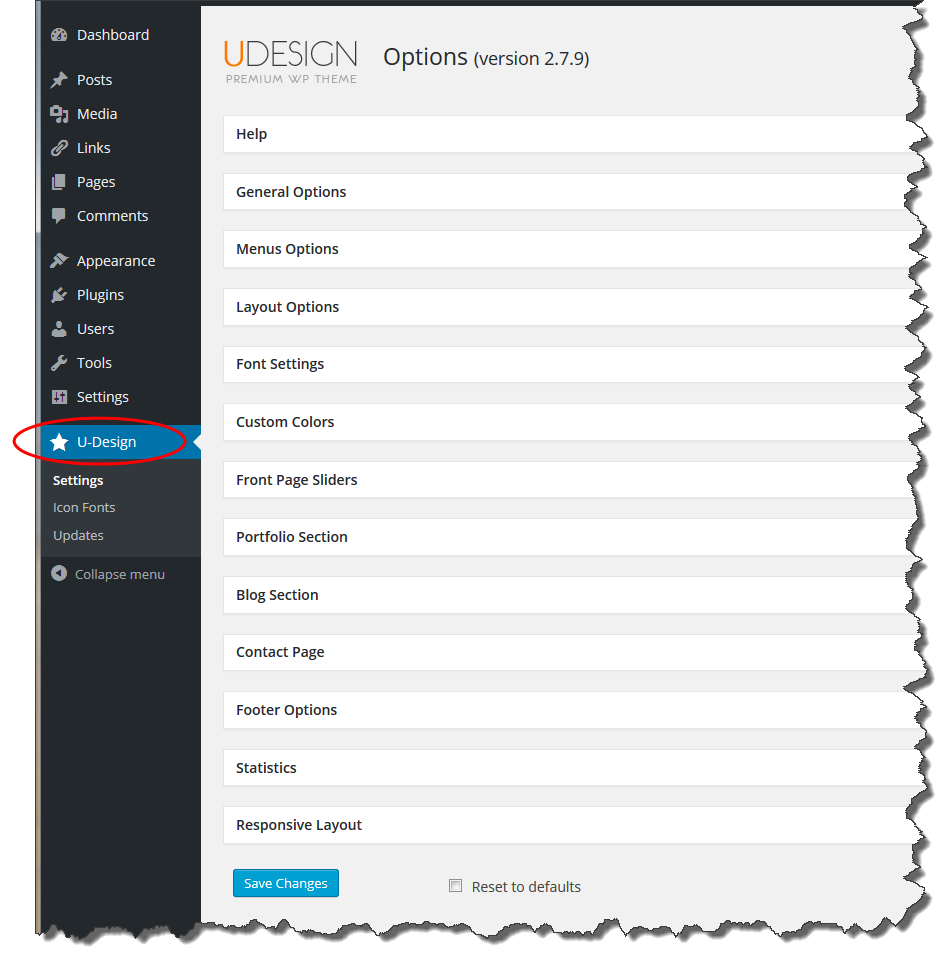 Dashboard
Posts
Media
Links
Pages
Comments
Appearance
Plugins
Users
Tools
Settings
U-Design
Settings
Icon Fonts
Updates
Collapse menu
UDESIGN
PREMIUM WP THEME
Options (version 2.7.9)
Help
General Options
Menus Options
Layout Options
Font Settings
Custom Colors
Front Page Sliders
Portfolio Section
Blog Section
Contact Page
Footer Options
Statistics
Responsive Layout
Save Changes
Reset to defaults